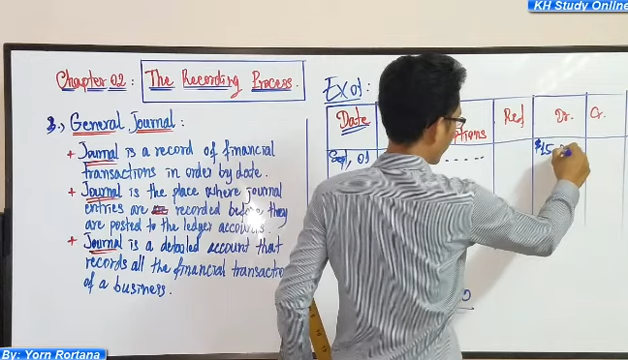 KH Study Online
Chapter 02
The Recording Process.
3., General Journal:
+ Journal is a record of financial
transactions in order by date.
+ Journal is the place where journal
entries are recorded before they
are posted to the ledger accounts.
+ Journal is a detailed account that
records all the financial transaction
of a business.
Ex01:
Date
Ref
Dr.
Cr.
Sept, 01
By: Yorn Rortana